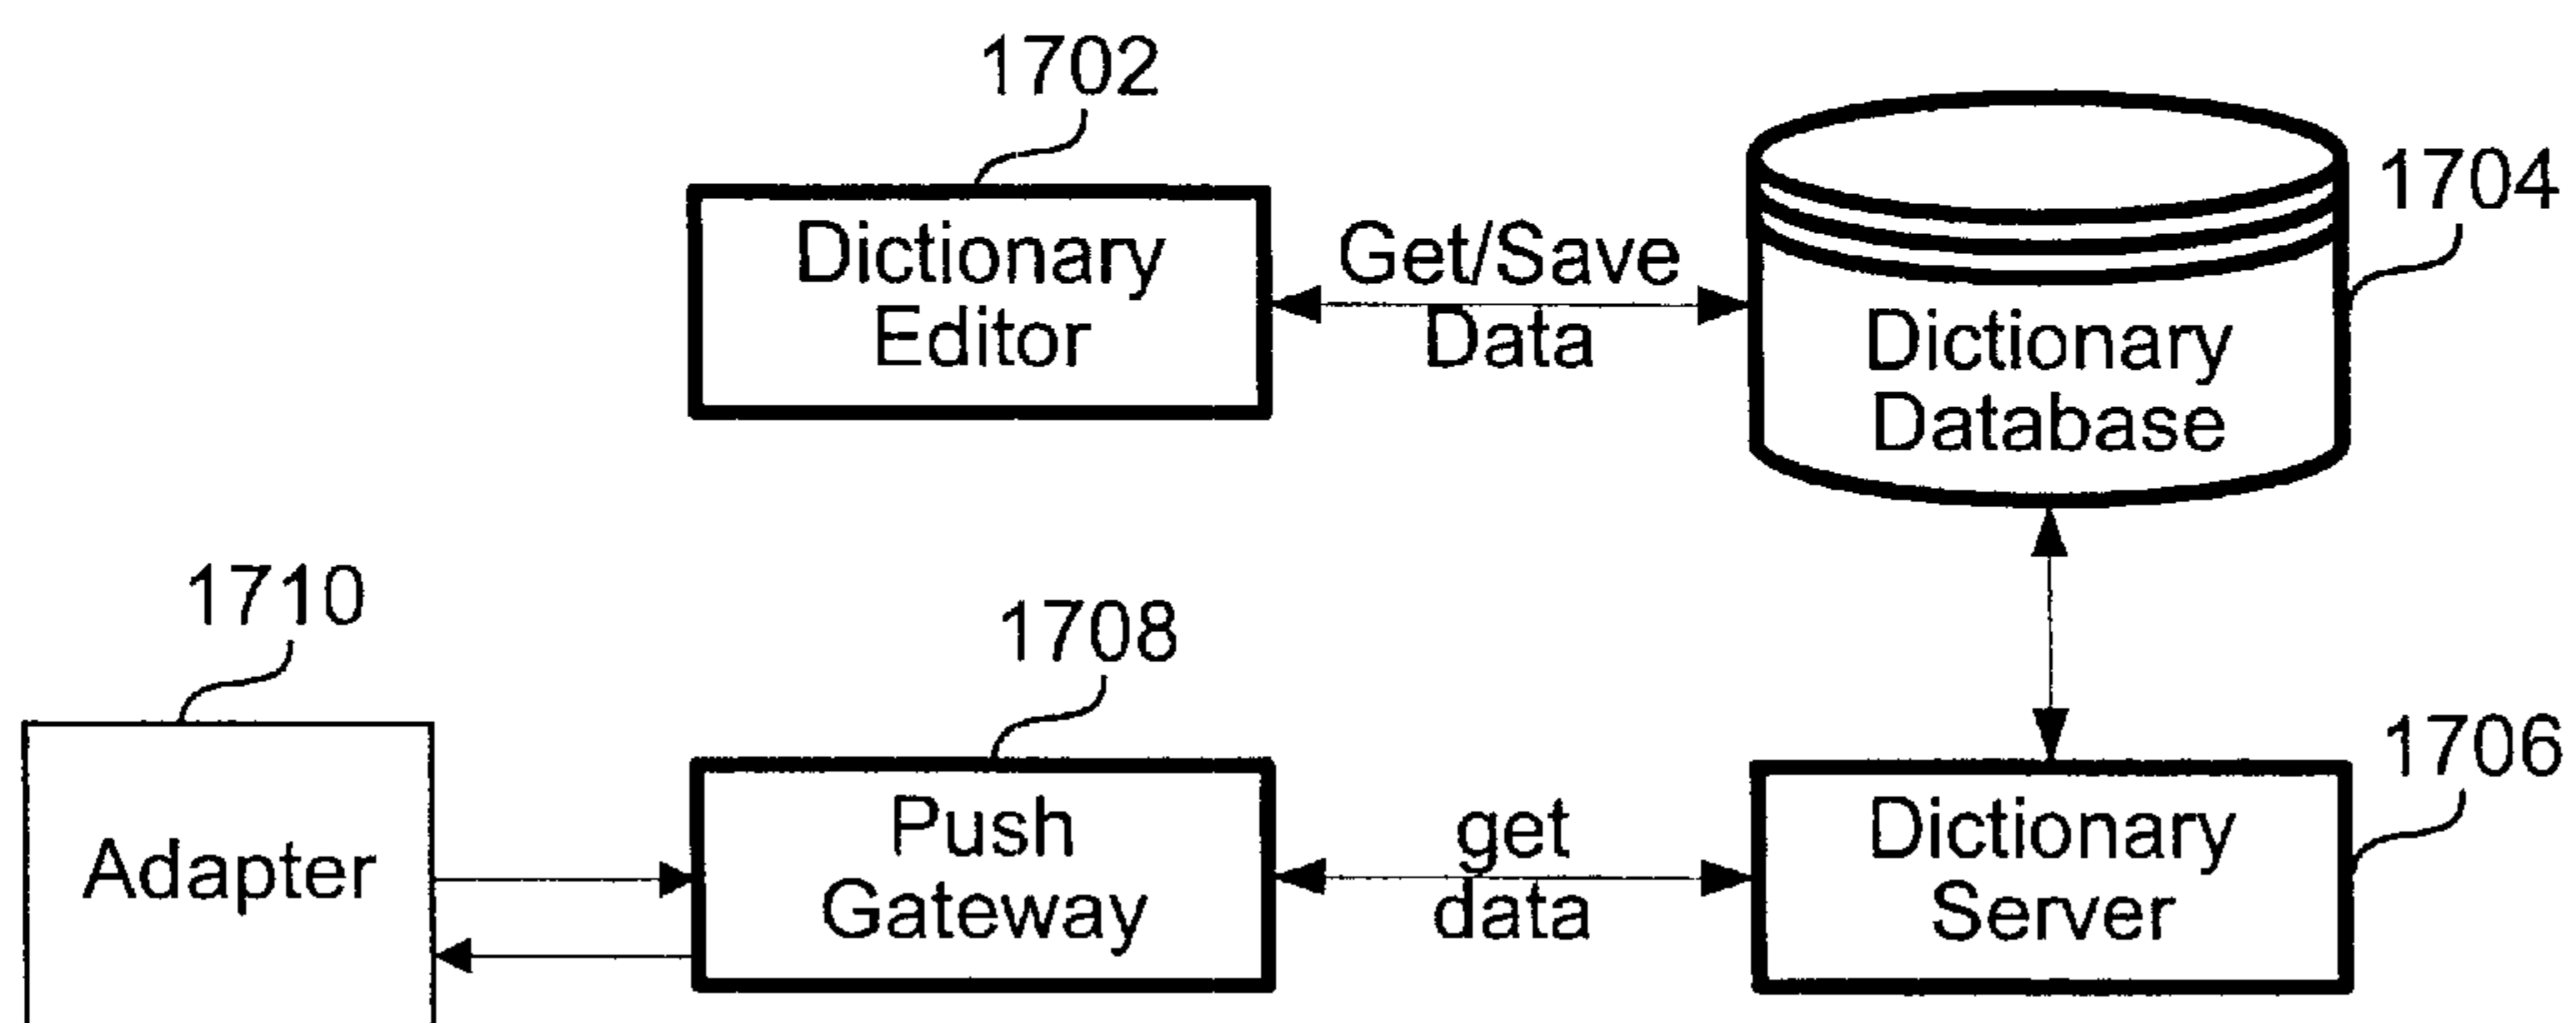 1702
1704
Dictionary
Editor
Get/Save
Data
Dictionary
Database
1710
1708
1706
Adapter
Push
Gateway
get
data
Dictionary
Server